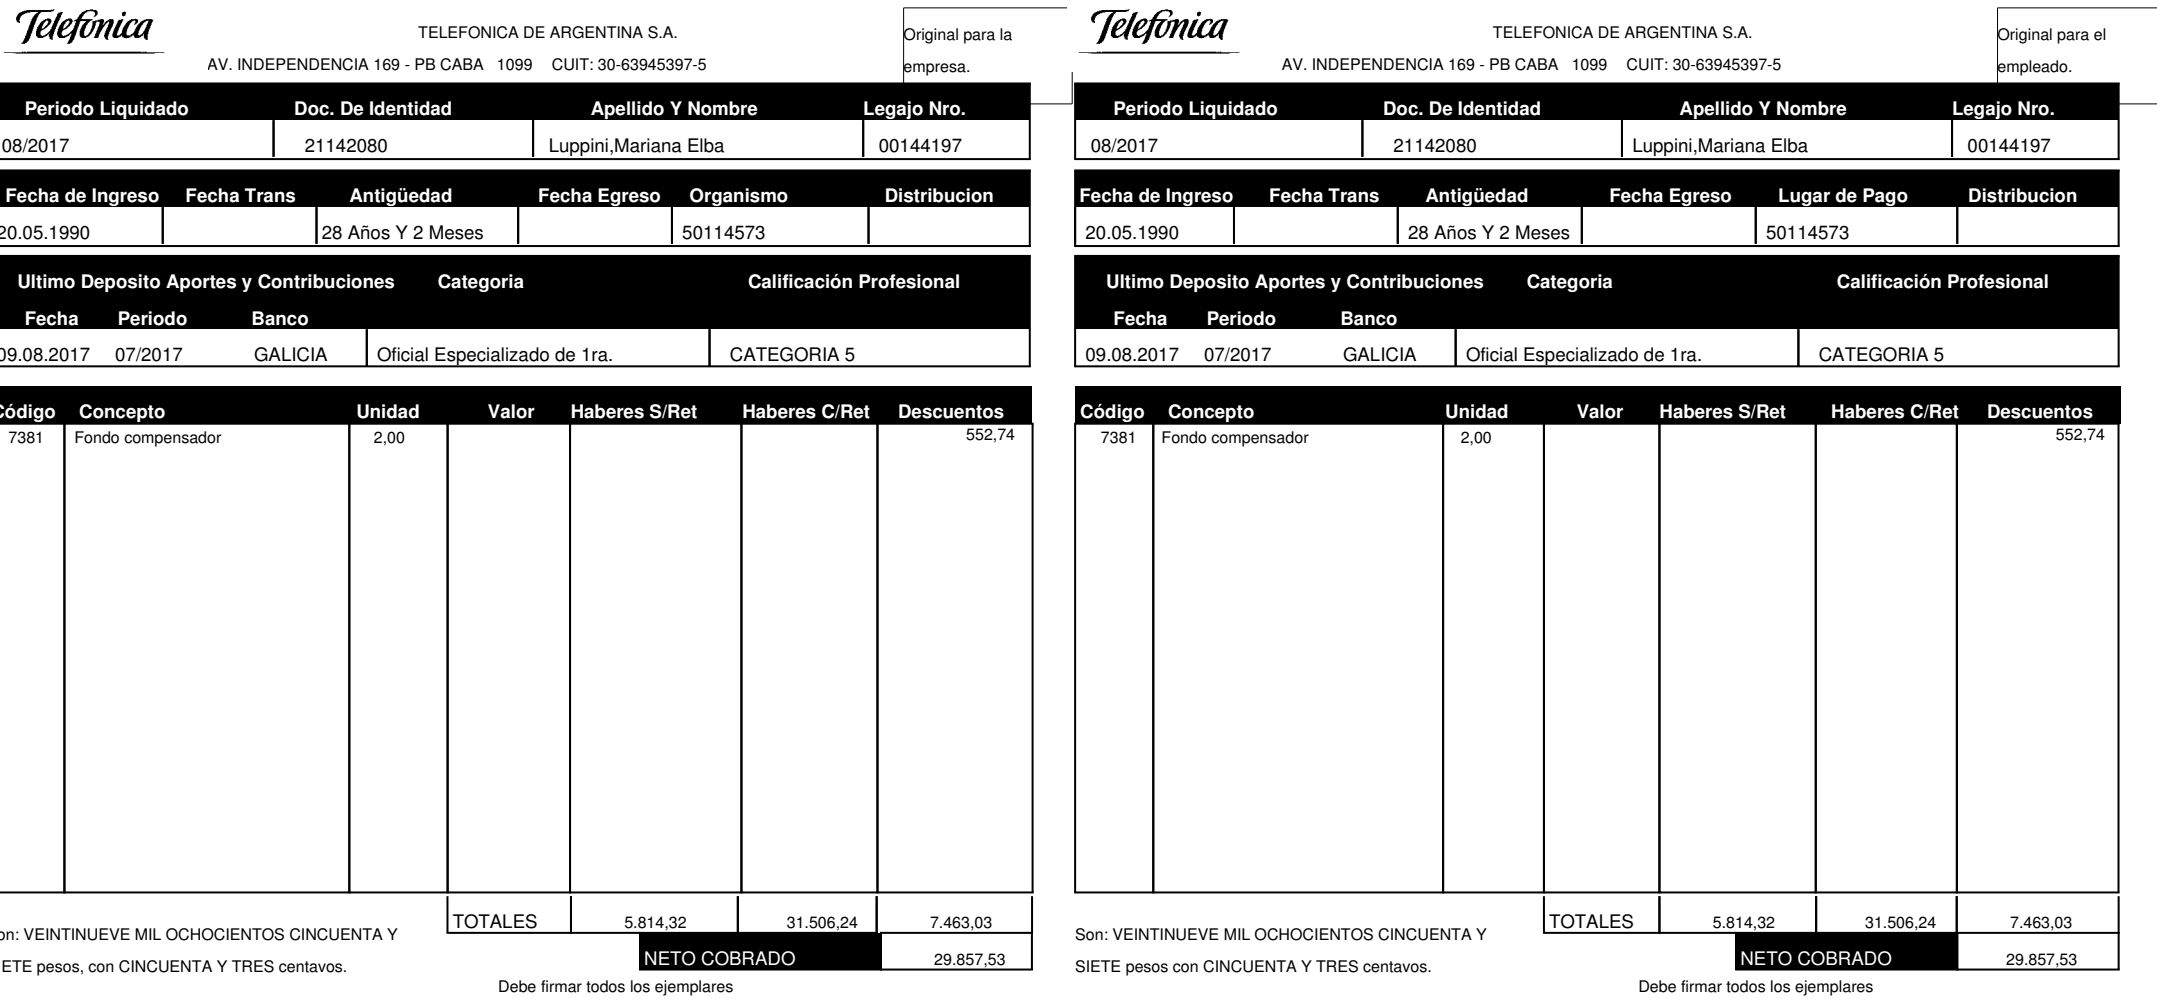 Telefónica
TELEFONICA DE ARGENTINA S.A.
AV. INDEPENDENCIA 169 - PB CABA 1099 CUIT: 30-63945397-5
Original para la
empresa.
Periodo Liquidado Doc. De Identidad Apellido Y Nombre Legajo Nro.
08/2017 21142080 Luppini,Mariana Elba 00144197
Fecha de Ingreso Fecha Trans Antigüedad Fecha Egreso Organismo Distribucion
20.05.1990 28 Años Y 2 Meses 50114573
Ultimo Deposito Aportes y Contribuciones Categoria Calificación Profesional
Fecha Periodo Banco
09.08.2017 07/2017 GALICIA Oficial Especializado de 1ra. CATEGORIA 5
Código Concepto Unidad Valor Haberes S/Ret Haberes C/Ret Descuentos
7381 Fondo compensador 2,00 552,74
TOTALES 5.814,32 31.506,24 7.463,03
on: VEINTINUEVE MIL OCHOCIENTOS CINCUENTA Y
NETO COBRADO 29.857,53
ETE pesos, con CINCUENTA Y TRES centavos.
Debe firmar todos los ejemplares
Telefónica
TELEFONICA DE ARGENTINA S.A.
AV. INDEPENDENCIA 169 - PB CABA 1099 CUIT: 30-63945397-5
Original para el
empleado.
Periodo Liquidado Doc. De Identidad Apellido Y Nombre Legajo Nro.
08/2017 21142080 Luppini,Mariana Elba 00144197
Fecha de Ingreso Fecha Trans Antigüedad Fecha Egreso Lugar de Pago Distribucion
20.05.1990 28 Años Y 2 Meses 50114573
Ultimo Deposito Aportes y Contribuciones Categoria Calificación Profesional
Fecha Periodo Banco
09.08.2017 07/2017 GALICIA Oficial Especializado de 1ra. CATEGORIA 5
Código Concepto Unidad Valor Haberes S/Ret Haberes C/Ret Descuentos
7381 Fondo compensador 2,00 552,74
TOTALES 5.814,32 31.506,24 7.463,03
Son: VEINTINUEVE MIL OCHOCIENTOS CINCUENTA Y
NETO COBRADO 29.857,53
SIETE pesos con CINCUENTA Y TRES centavos.
Debe firmar todos los ejemplares